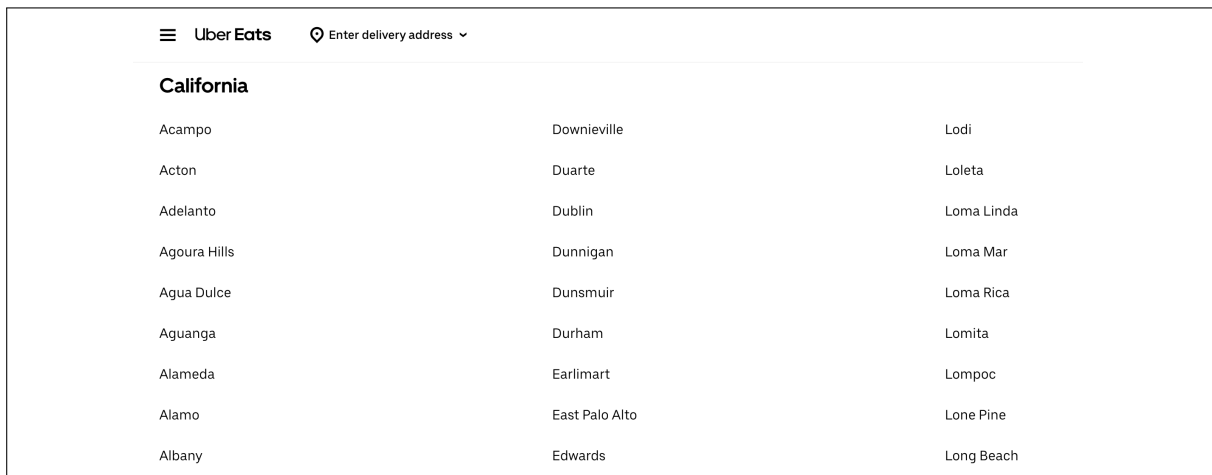 Uber Eats
Enter delivery address
California
Acampo
Downieville
Lodi
Acton
Duarte
Loleta
Adelanto
Dublin
Loma Linda
Agoura Hills
Dunnigan
Loma Mar
Agua Dulce
Dunsmuir
Loma Rica
Aguanga
Durham
Lomita
Alameda
Earlimart
Lompoc
Alamo
East Palo Alto
Lone Pine
Albany
Edwards
Long Beach